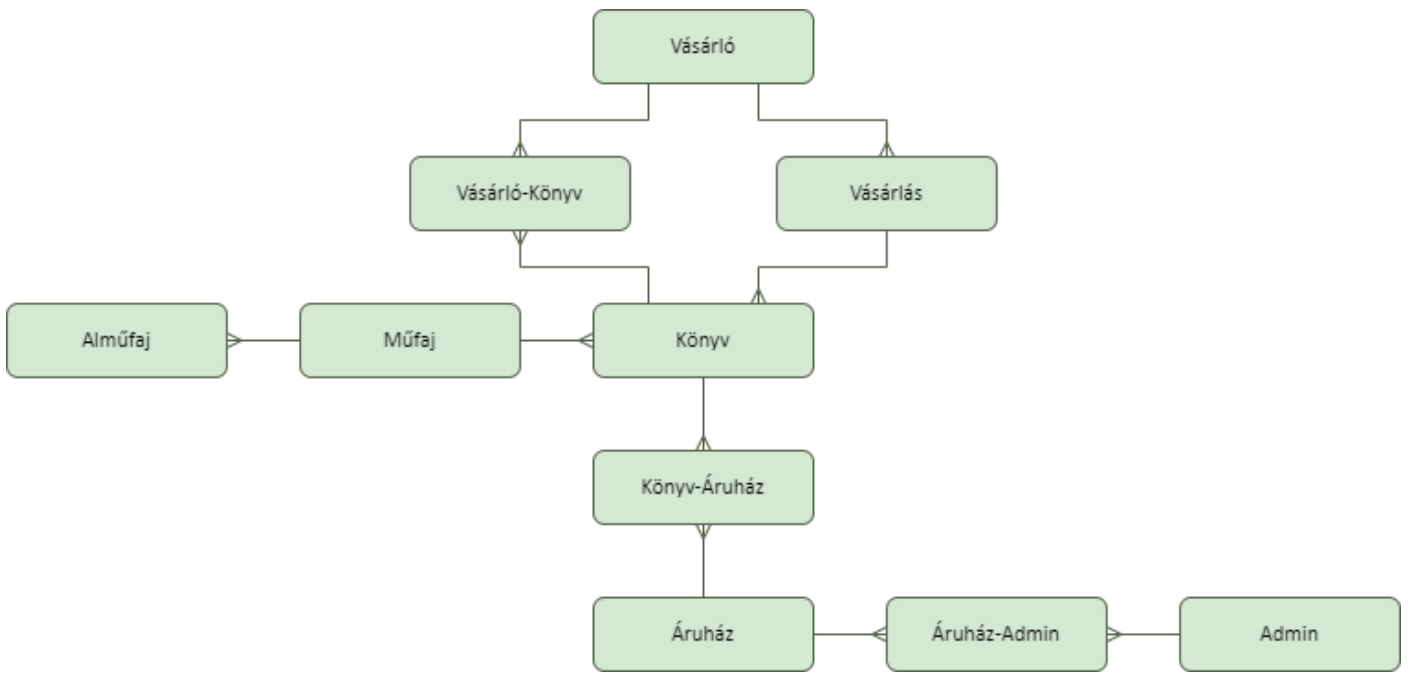 Vásárló
Vásárló-Könyv
Vásárlás
Alműfaj
Műfaj
Könyv
Könyv-Áruház
Áruház
Áruház-Admin
Admin